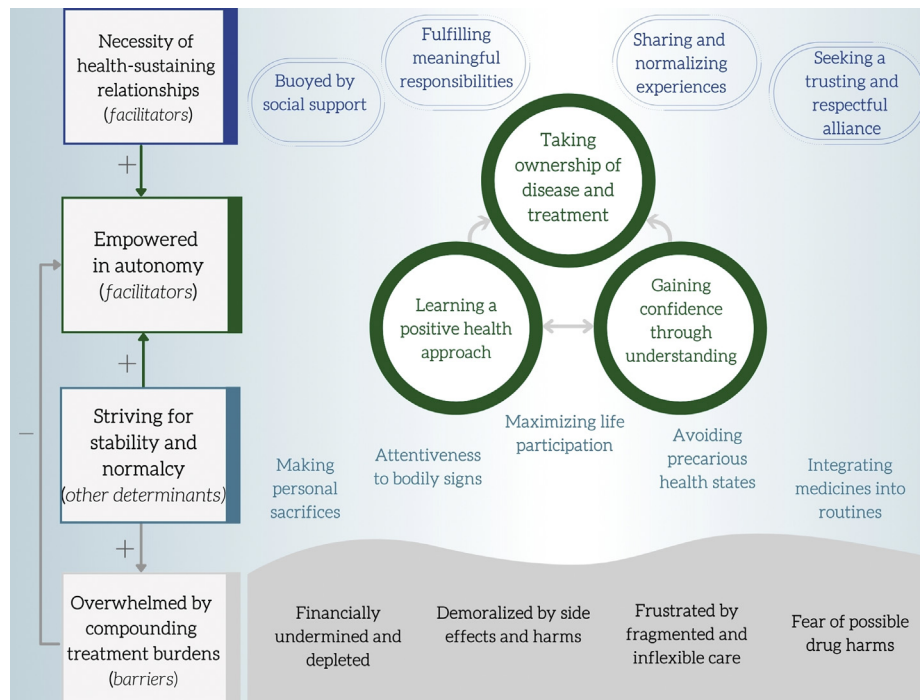 Necessity of
health-sustaining
relationships
(facilitators)
Buoyed by
social support
Fulfilling
meaningful
responsibilities
Sharing and
normalizing
experiences
Seeking a
trusting and
respectful
alliance
+
Taking
ownership of
disease and
treatment
Empowered
in autonomy
(facilitators)
Learning a
positive health
approach
Gaining
confidence
through
understanding
+
Striving for
stability and
normalcy
(other determinants)
Making
personal
sacrifices
Attentiveness
to bodily signs
Maximizing life
participation
Avoiding
precarious
health states
Integrating
medicines into
routines
–
+
Overwhelmed by
compounding
treatment burdens
(barriers)
Financially
undermined and
depleted
Demoralized by side
effects and harms
Frustrated by
fragmented and
inflexible care
Fear of possible
drug harms